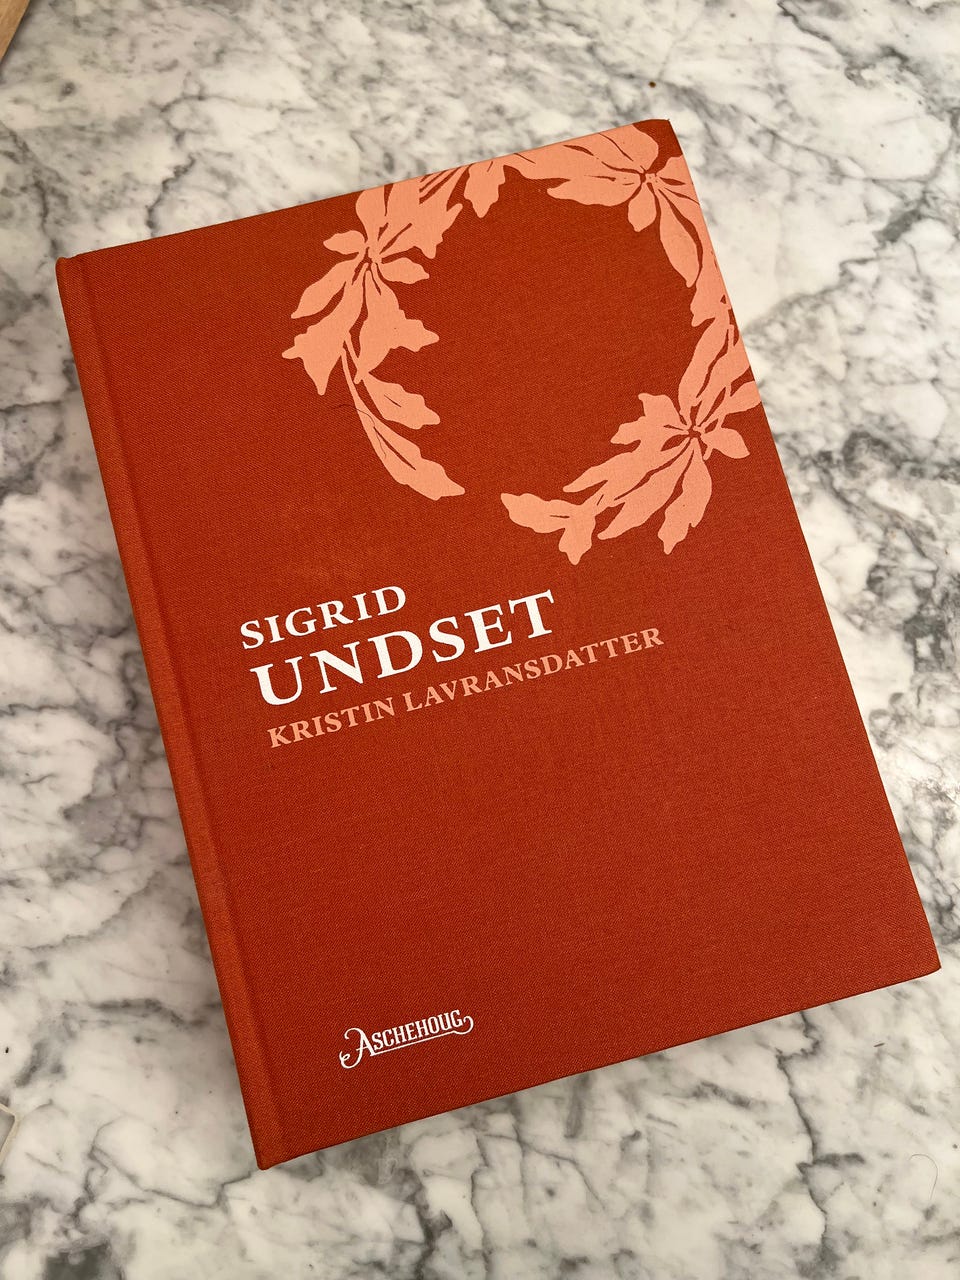 SIGRID
UNDSET
KRISTIN LAVRANSDATTER
ASCHEHOUG